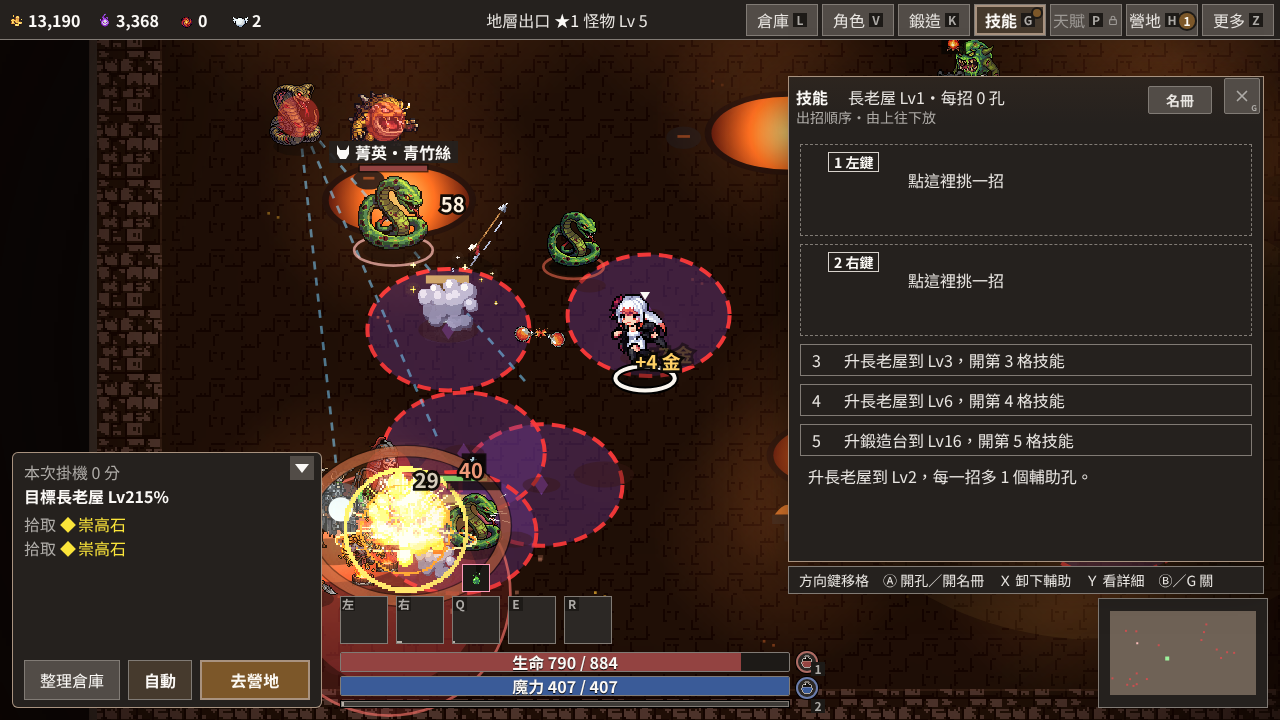 13,190 3,368 0 2
地層出口 ★1 怪物 Lv 5
倉庫 L 角色 V 鍛造 K 技能 G 天賦 P 營地 H 1 更多 Z
技能 長老屋 Lv1・每招 0 孔
名冊
G
出招順序・由上往下放
1 左鍵
點這裡挑一招
2 右鍵
點這裡挑一招
3 升長老屋到 Lv3，開第 3 格技能
4 升長老屋到 Lv6，開第 4 格技能
5 升鍛造台到 Lv16，開第 5 格技能
升長老屋到 Lv2，每一招多 1 個輔助孔。
方向鍵移格 Ⓐ 開孔／開名冊 X 卸下輔助 Y 看詳細 Ⓑ／G 關
菁英・青竹絲
58
+4 金
金
40
29
本次掛機 0 分
目標長老屋 Lv215%
拾取 ◆崇高石
拾取 ◆崇高石
整理倉庫 自動 去營地
左 右 Q E R
生命 790 / 884
1
魔力 407 / 407
2